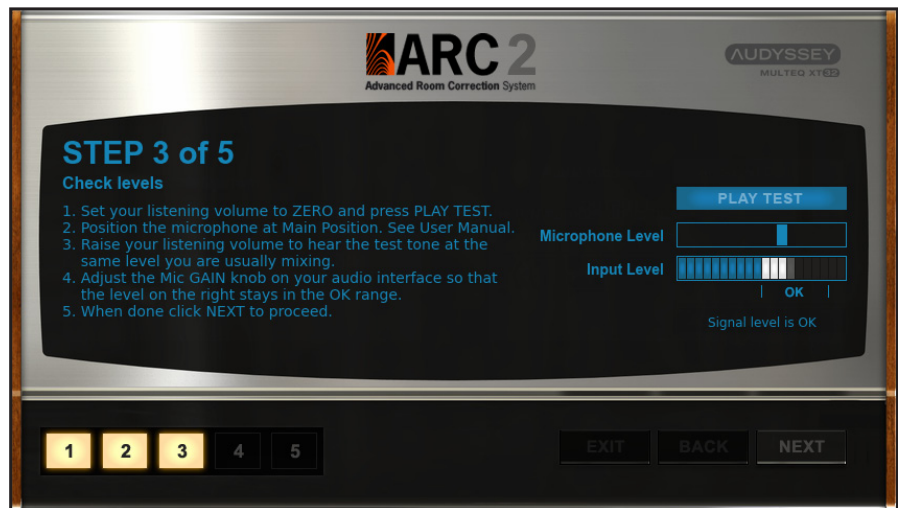 ARC 2
Advanced Room Correction System
AUDYSSEY
MULTEQ XT32
STEP 3 of 5
Check levels
1. Set your listening volume to ZERO and press PLAY TEST.
2. Position the microphone at Main Position. See User Manual.
3. Raise your listening volume to hear the test tone at the
same level you are usually mixing.
4. Adjust the Mic GAIN knob on your audio interface so that
the level on the right stays in the OK range.
5. When done click NEXT to proceed.
PLAY TEST
Microphone Level
Input Level
OK
Signal level is OK
1 2 3 4 5
EXIT BACK NEXT